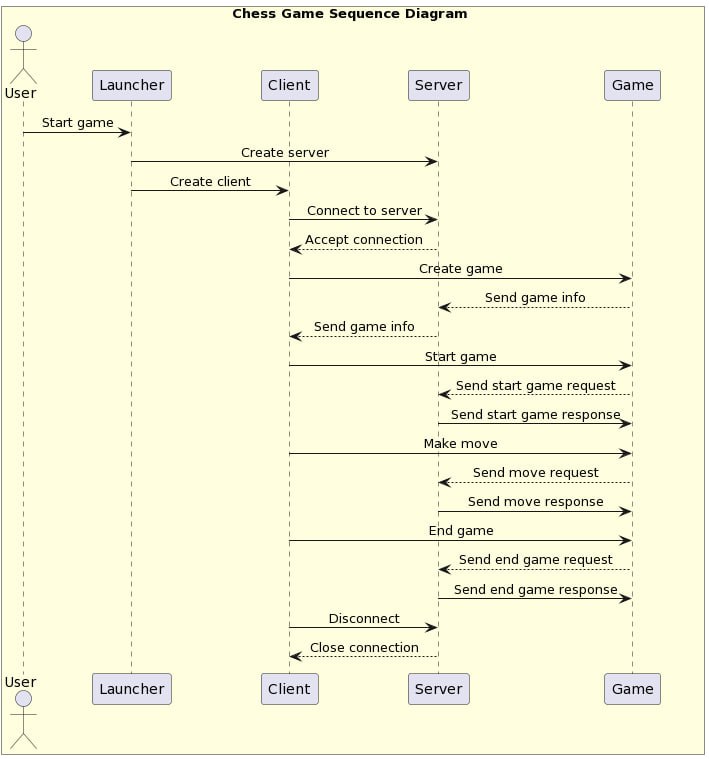 Chess Game Sequence Diagram
User
Launcher
Client
Server
Game
Start game
Create server
Create client
Connect to server
Accept connection
Create game
Send game info
Send game info
Start game
Send start game request
Send start game response
Make move
Send move request
Send move response
End game
Send end game request
Send end game response
Disconnect
Close connection
User
Launcher
Client
Server
Game